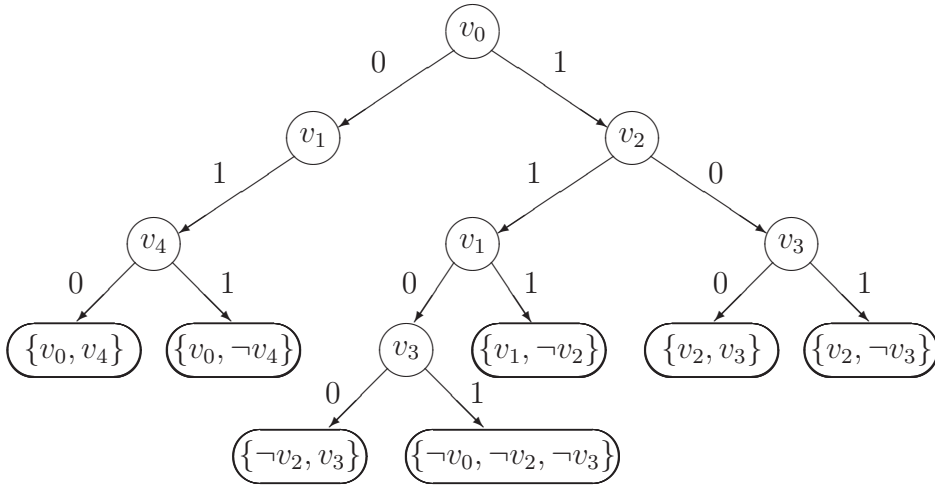 v₀
0 1
v₁ v₂
1 1 0
v₄ v₁ v₃
0 1 0 1 0 1
{v₀, v₄} {v₀, ¬v₄} v₃ {v₁, ¬v₂} {v₂, v₃} {v₂, ¬v₃}
0 1
{¬v₂, v₃} {¬v₀, ¬v₂, ¬v₃}